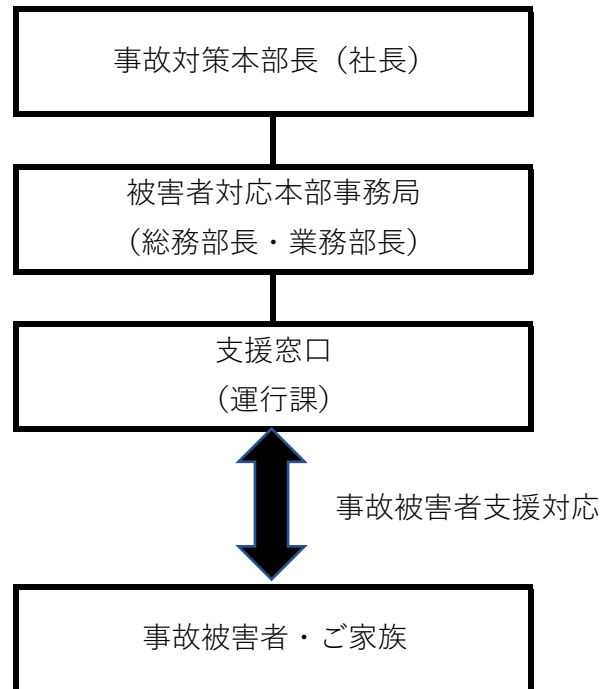 事故対策本部長（社長）
被害者対応本部事務局
（総務部長・業務部長）
支援窓口
（運行課）
事故被害者支援対応
事故被害者・ご家族